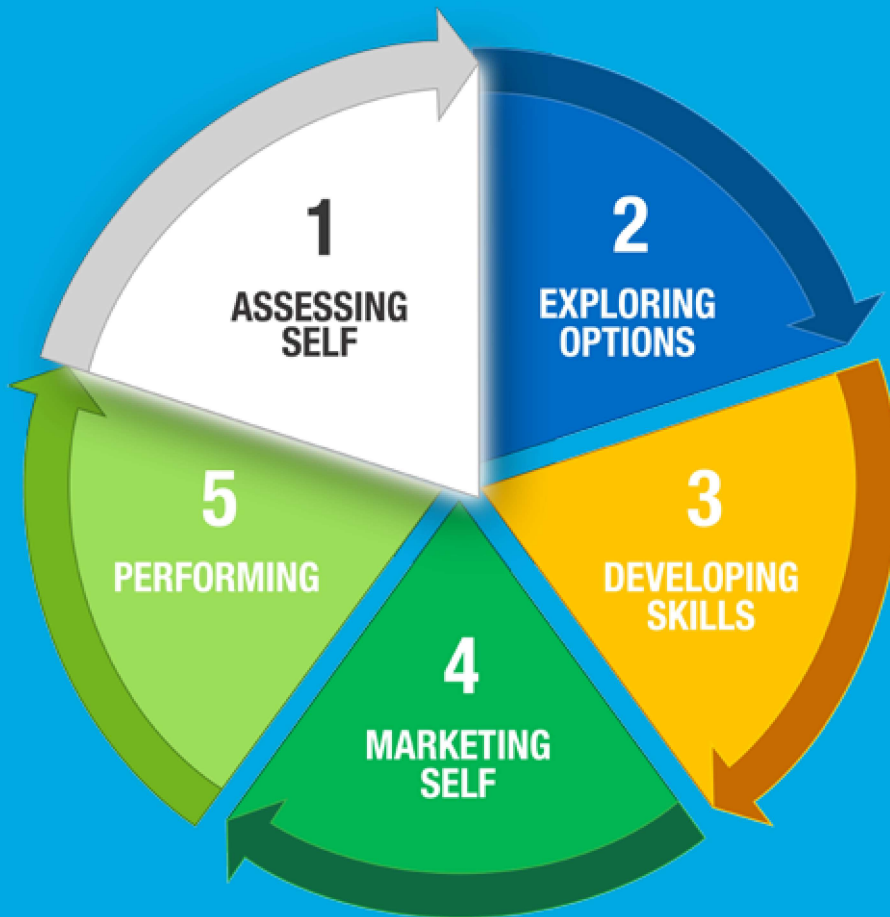 1
ASSESSING
SELF
2
EXPLORING
OPTIONS
3
DEVELOPING
SKILLS
4
MARKETING
SELF
5
PERFORMING